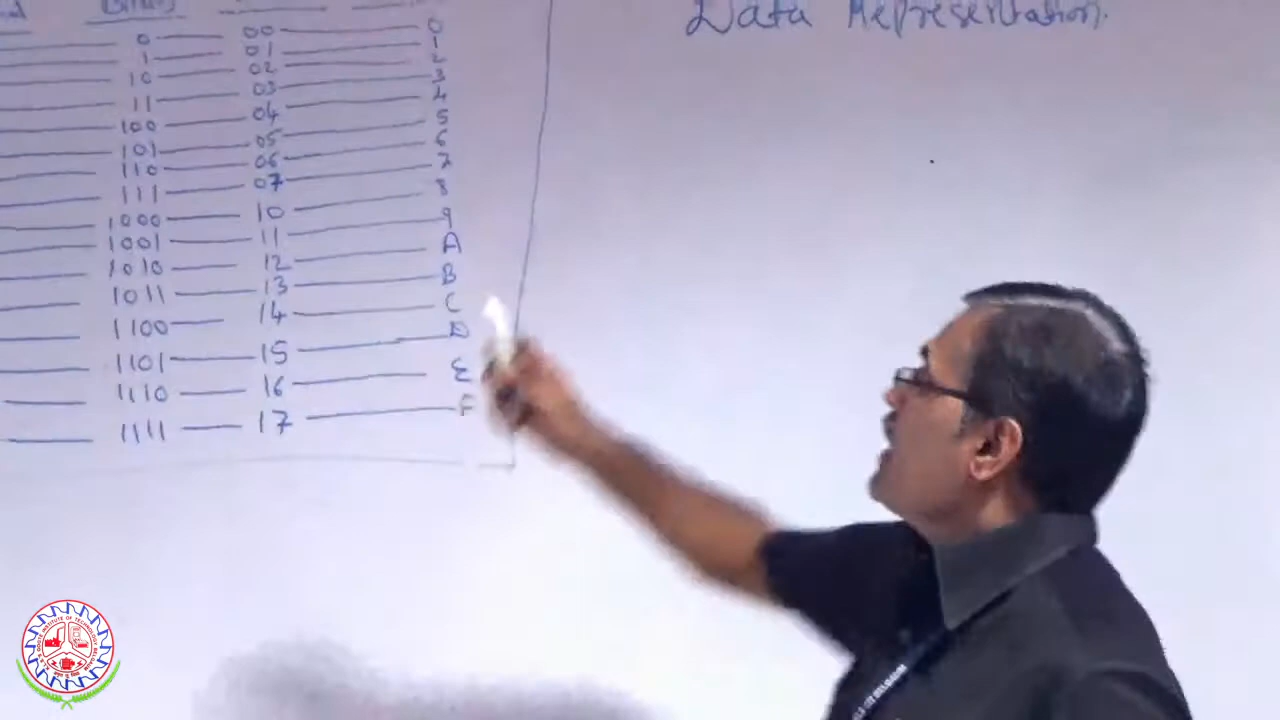 Data Representation.
Binary
0 00 0
1 01 1
10 02 2
11 03 3
100 04 4
101 05 5
110 06 6
111 07 7
1000 10 8
1001 11 9
1010 12 A
1011 13 B
1100 14 C
1101 15 D
1110 16 E
1111 17 F